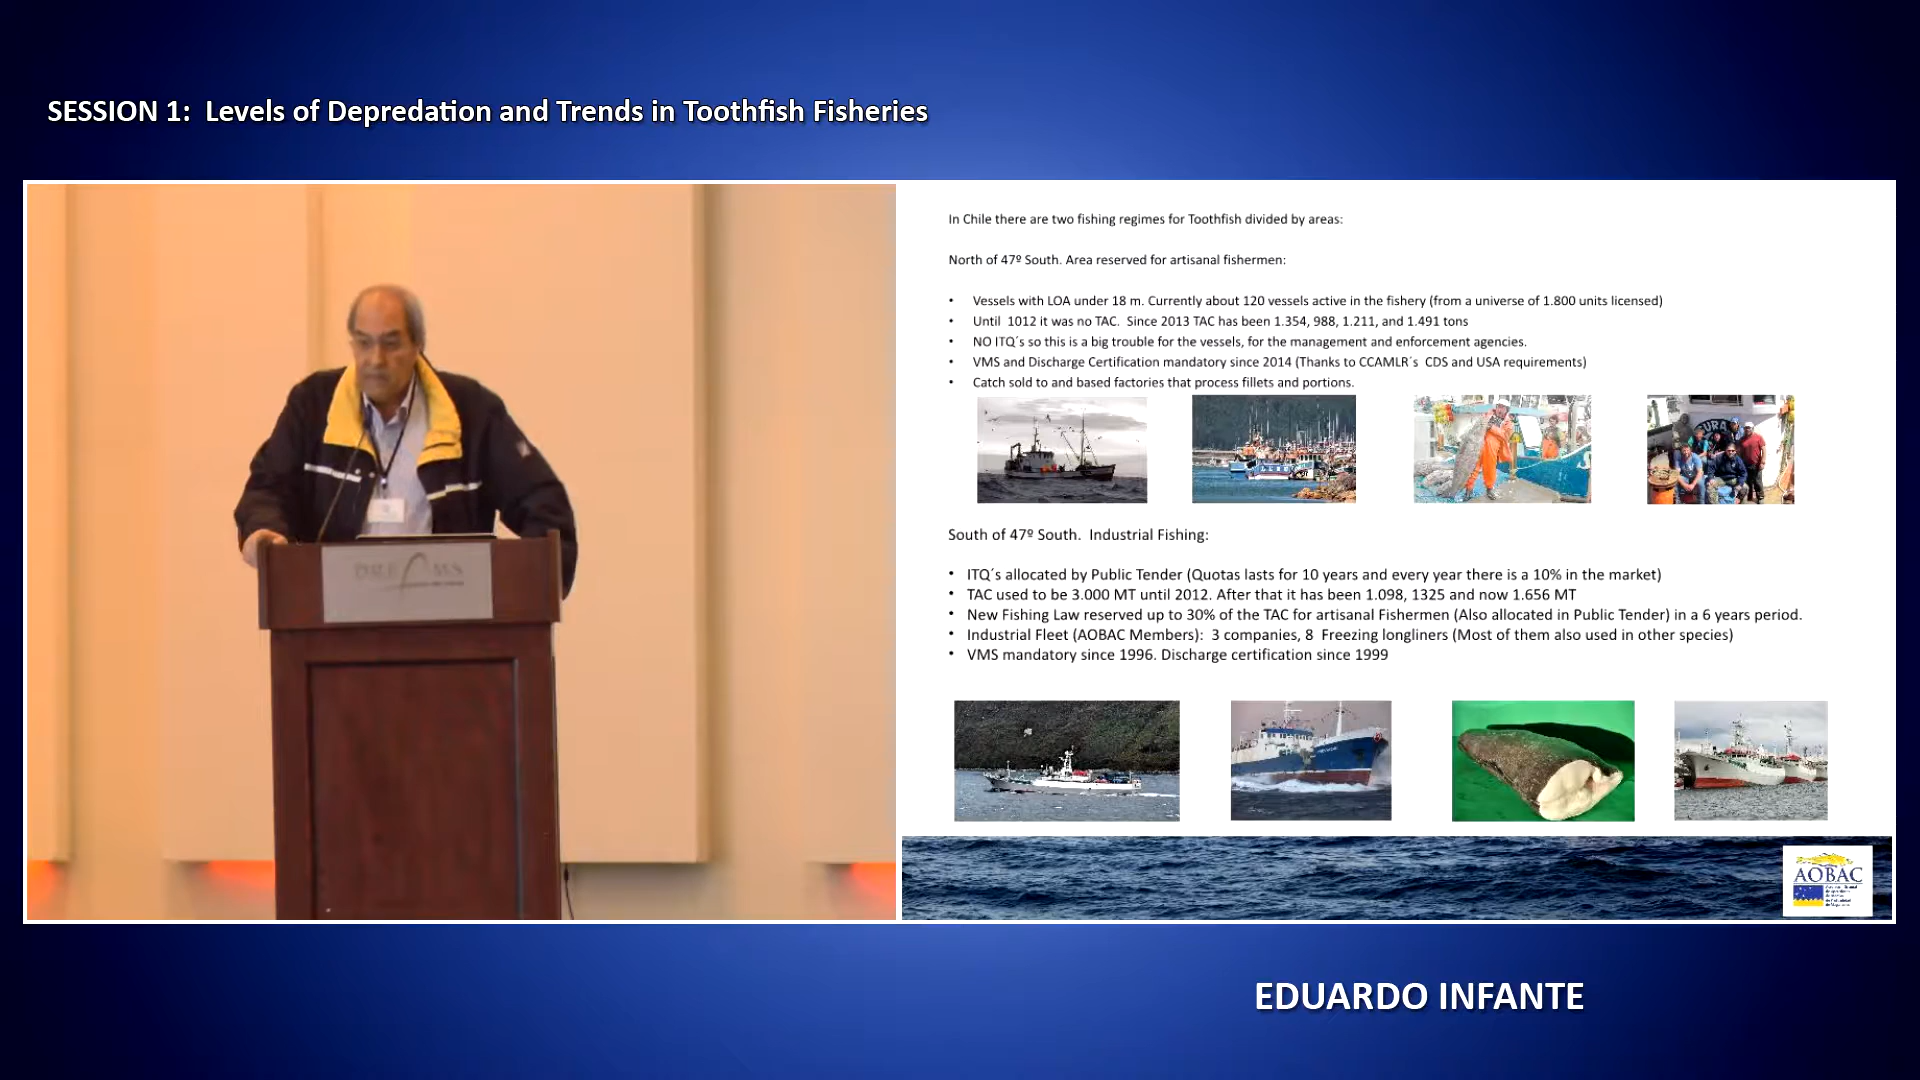 SESSION 1: Levels of Depredation and Trends in Toothfish Fisheries
In Chile there are two fishing regimes for Toothfish divided by areas:
North of 47º South. Area reserved for artisanal fishermen:
• Vessels with LOA under 18 m. Currently about 120 vessels active in the fishery (from a universe of 1.800 units licensed)
• Until 1012 it was no TAC. Since 2013 TAC has been 1.354, 988, 1.211, and 1.491 tons
• NO ITQ´s so this is a big trouble for the vessels, for the management and enforcement agencies.
• VMS and Discharge Certification mandatory since 2014 (Thanks to CCAMLR´s CDS and USA requirements)
• Catch sold to and based factories that process fillets and portions.
South of 47º South. Industrial Fishing:
• ITQ´s allocated by Public Tender (Quotas lasts for 10 years and every year there is a 10% in the market)
• TAC used to be 3.000 MT until 2012. After that it has been 1.098, 1325 and now 1.656 MT
• New Fishing Law reserved up to 30% of the TAC for artisanal Fishermen (Also allocated in Public Tender) in a 6 years period.
• Industrial Fleet (AOBAC Members): 3 companies, 8 Freezing longliners (Most of them also used in other species)
• VMS mandatory since 1996. Discharge certification since 1999
DREAMS
AOBAC
EDUARDO INFANTE